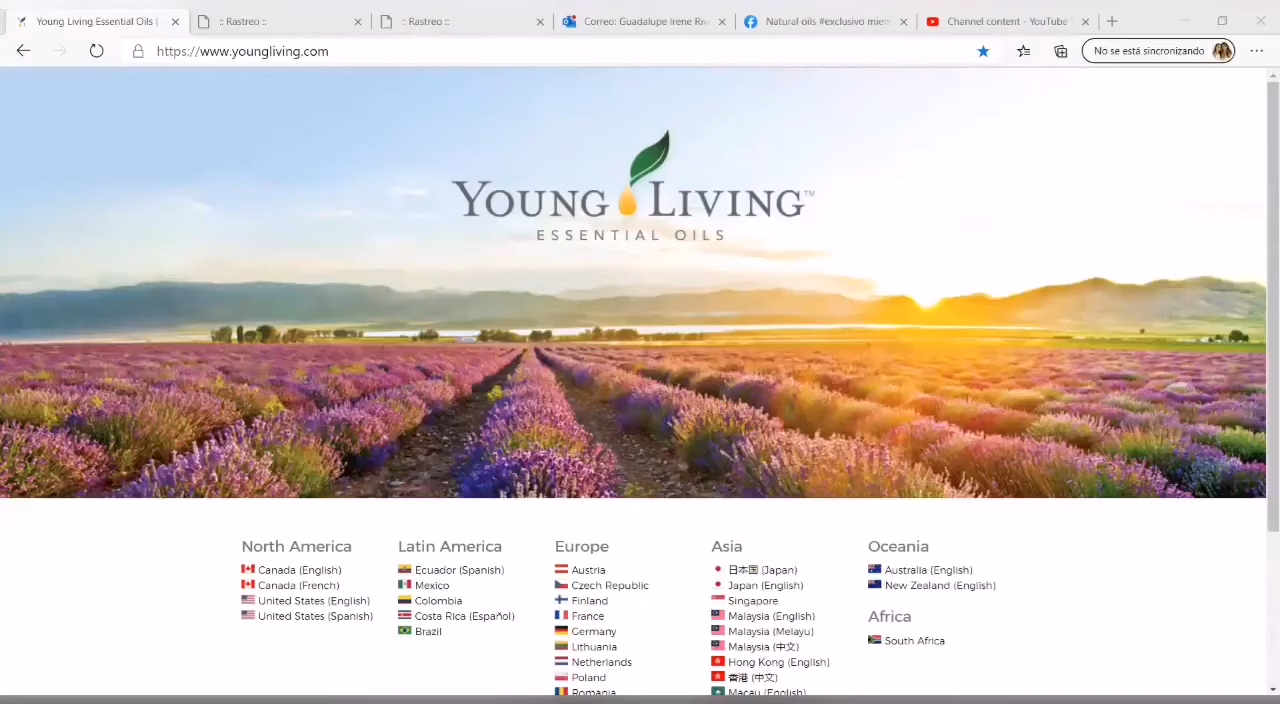 Young Living Essential Oils |
:: Rastreo ::
:: Rastreo ::
Correo: Guadalupe Irene Riv
Natural oils #exclusivo miem
Channel content - YouTube
https://www.youngliving.com
No se está sincronizando
YOUNG LIVING™
ESSENTIAL OILS
North America
Canada (English)
Canada (French)
United States (English)
United States (Spanish)
Latin America
Ecuador (Spanish)
Mexico
Colombia
Costa Rica (Español)
Brazil
Europe
Austria
Czech Republic
Finland
France
Germany
Lithuania
Netherlands
Poland
Romania
Asia
日本国 (Japan)
Japan (English)
Singapore
Malaysia (English)
Malaysia (Melayu)
Malaysia (中文)
Hong Kong (English)
香港 (中文)
Macau (English)
Oceania
Australia (English)
New Zealand (English)
Africa
South Africa